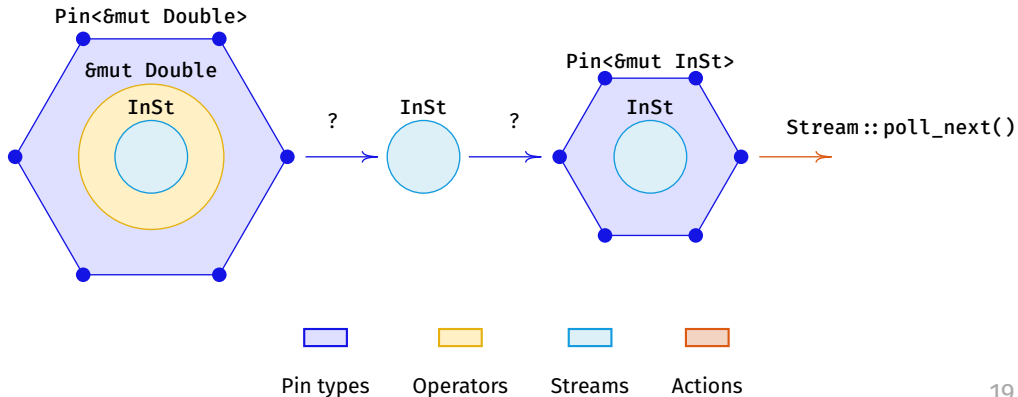 Pin<&mut Double>
&mut Double
InSt
?
InSt
?
Pin<&mut InSt>
InSt
Stream::poll_next()
Pin types
Operators
Streams
Actions
19